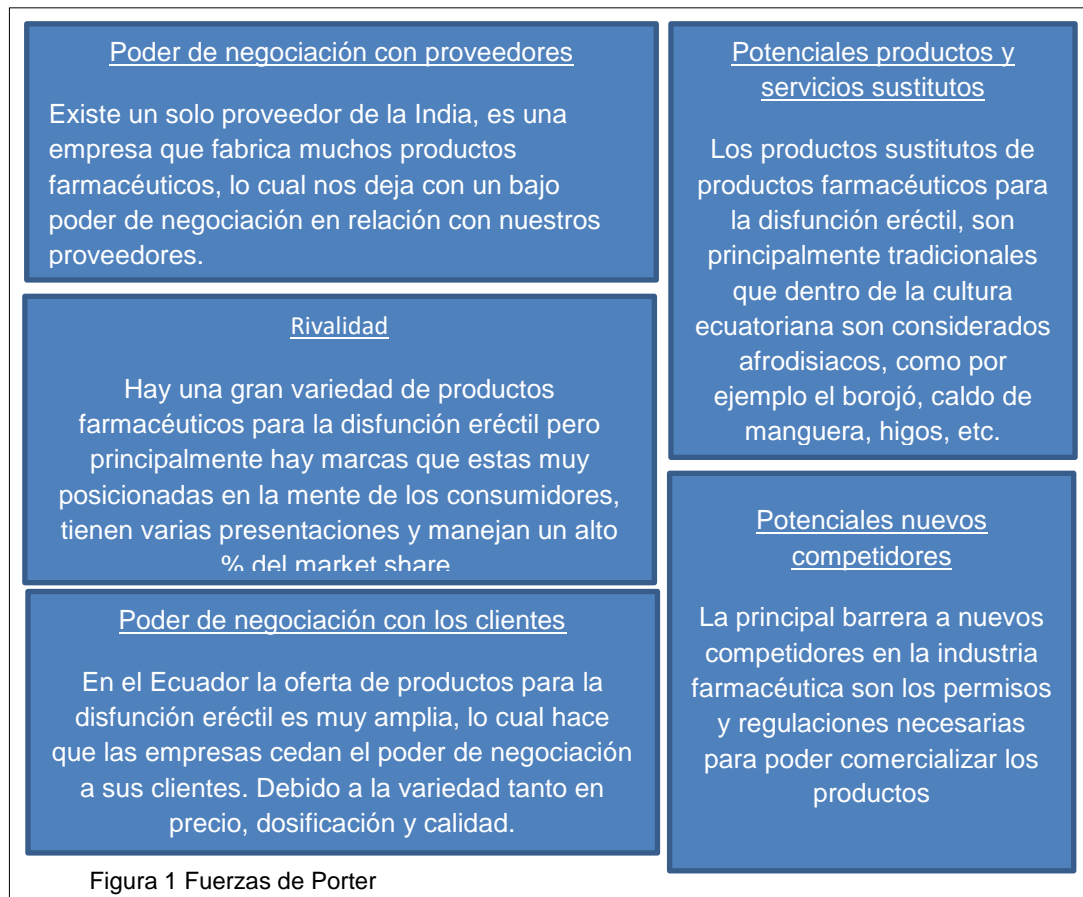 Poder de negociación con proveedores
Existe un solo proveedor de la India, es una
empresa que fabrica muchos productos
farmacéuticos, lo cual nos deja con un bajo
poder de negociación en relación con nuestros
proveedores.
Rivalidad
Hay una gran variedad de productos
farmacéuticos para la disfunción eréctil pero
principalmente hay marcas que estas muy
posicionadas en la mente de los consumidores,
tienen varias presentaciones y manejan un alto
% del market share
Poder de negociación con los clientes
En el Ecuador la oferta de productos para la
disfunción eréctil es muy amplia, lo cual hace
que las empresas cedan el poder de negociación
a sus clientes. Debido a la variedad tanto en
precio, dosificación y calidad.
Potenciales productos y
servicios sustitutos
Los productos sustitutos de
productos farmacéuticos para
la disfunción eréctil, son
principalmente tradicionales
que dentro de la cultura
ecuatoriana son considerados
afrodisiacos, como por
ejemplo el borojó, caldo de
manguera, higos, etc.
Potenciales nuevos
competidores
La principal barrera a nuevos
competidores en la industria
farmacéutica son los permisos
y regulaciones necesarias
para poder comercializar los
productos
Figura 1 Fuerzas de Porter